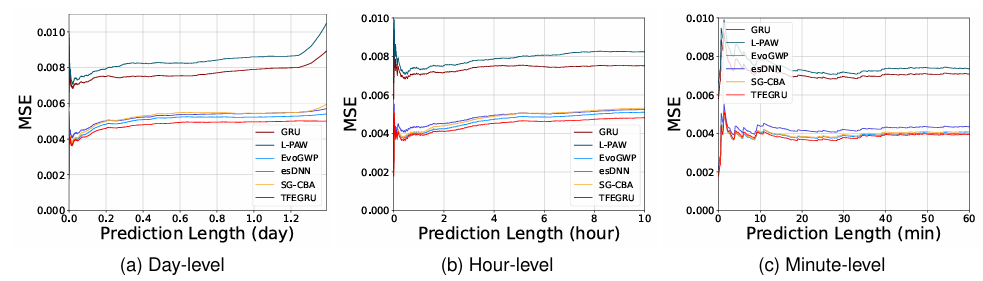 0.010
0.008
0.006
0.004
0.002
0.000
MSE
0.0 0.2 0.4 0.6 0.8 1.0 1.2
Prediction Length (day)
GRU
L-PAW
EvoGWP
esDNN
SG-CBA
TFEGRU
(a) Day-level
0.010
0.008
0.006
0.004
0.002
0.000
MSE
0 2 4 6 8 10
Prediction Length (hour)
GRU
L-PAW
EvoGWP
esDNN
SG-CBA
TFEGRU
(b) Hour-level
0.010
0.008
0.006
0.004
0.002
0.000
MSE
0 10 20 30 40 50 60
Prediction Length (min)
GRU
L-PAW
EvoGWP
esDNN
SG-CBA
TFEGRU
(c) Minute-level